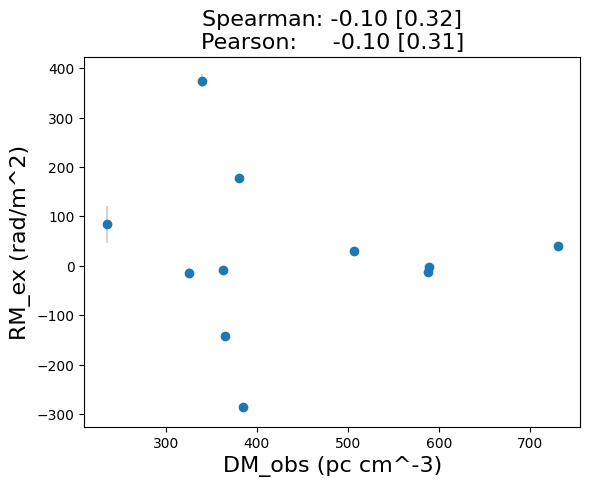 Spearman: -0.10 [0.32]
Pearson: -0.10 [0.31]
400
300
200
100
0
−100
−200
−300
RM_ex (rad/m^2)
300 400 500 600 700
DM_obs (pc cm^-3)